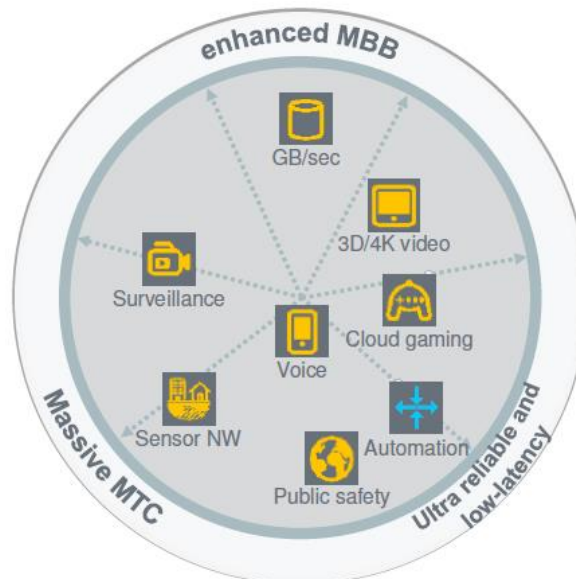 enhanced MBB
GB/sec
3D/4K video
Surveillance
Cloud gaming
Voice
Sensor NW
Automation
Public safety
Massive MTC
Ultra reliable and
low-latency